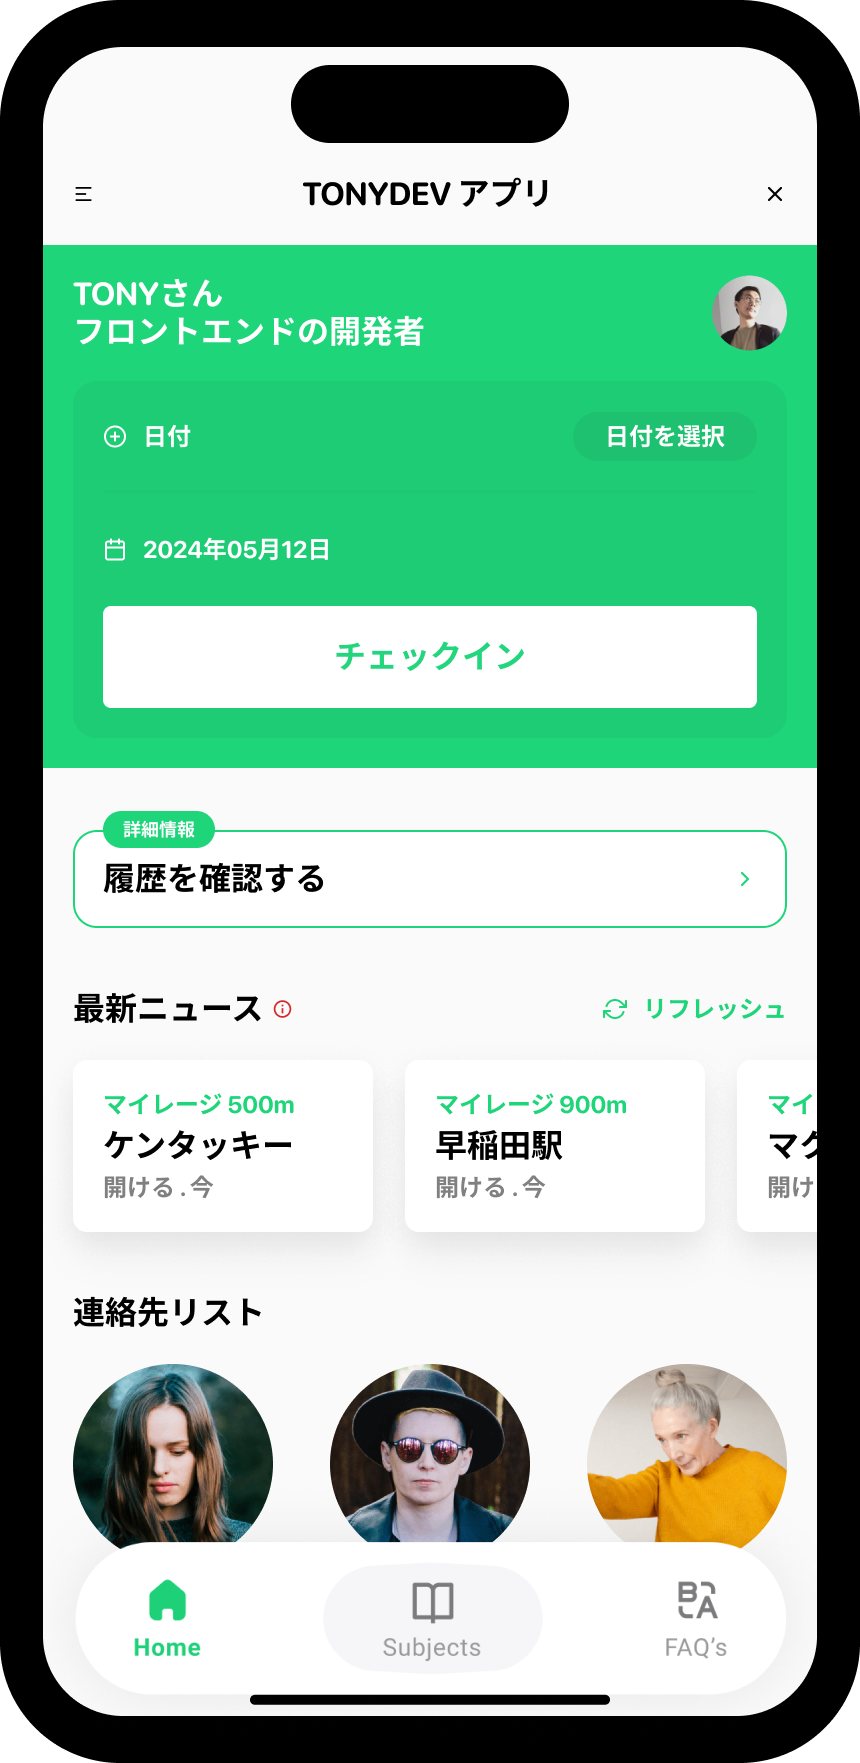 TONYDEV アプリ
TONYさん
フロントエンドの開発者
日付
日付を選択
2024年05月12日
チェックイン
詳細情報
履歴を確認する
最新ニュース
リフレッシュ
マイレージ 500m
ケンタッキー
開ける . 今
マイレージ 900m
早稲田駅
開ける . 今
マイ
マク
開け
連絡先リスト
Home
Subjects
FAQ's